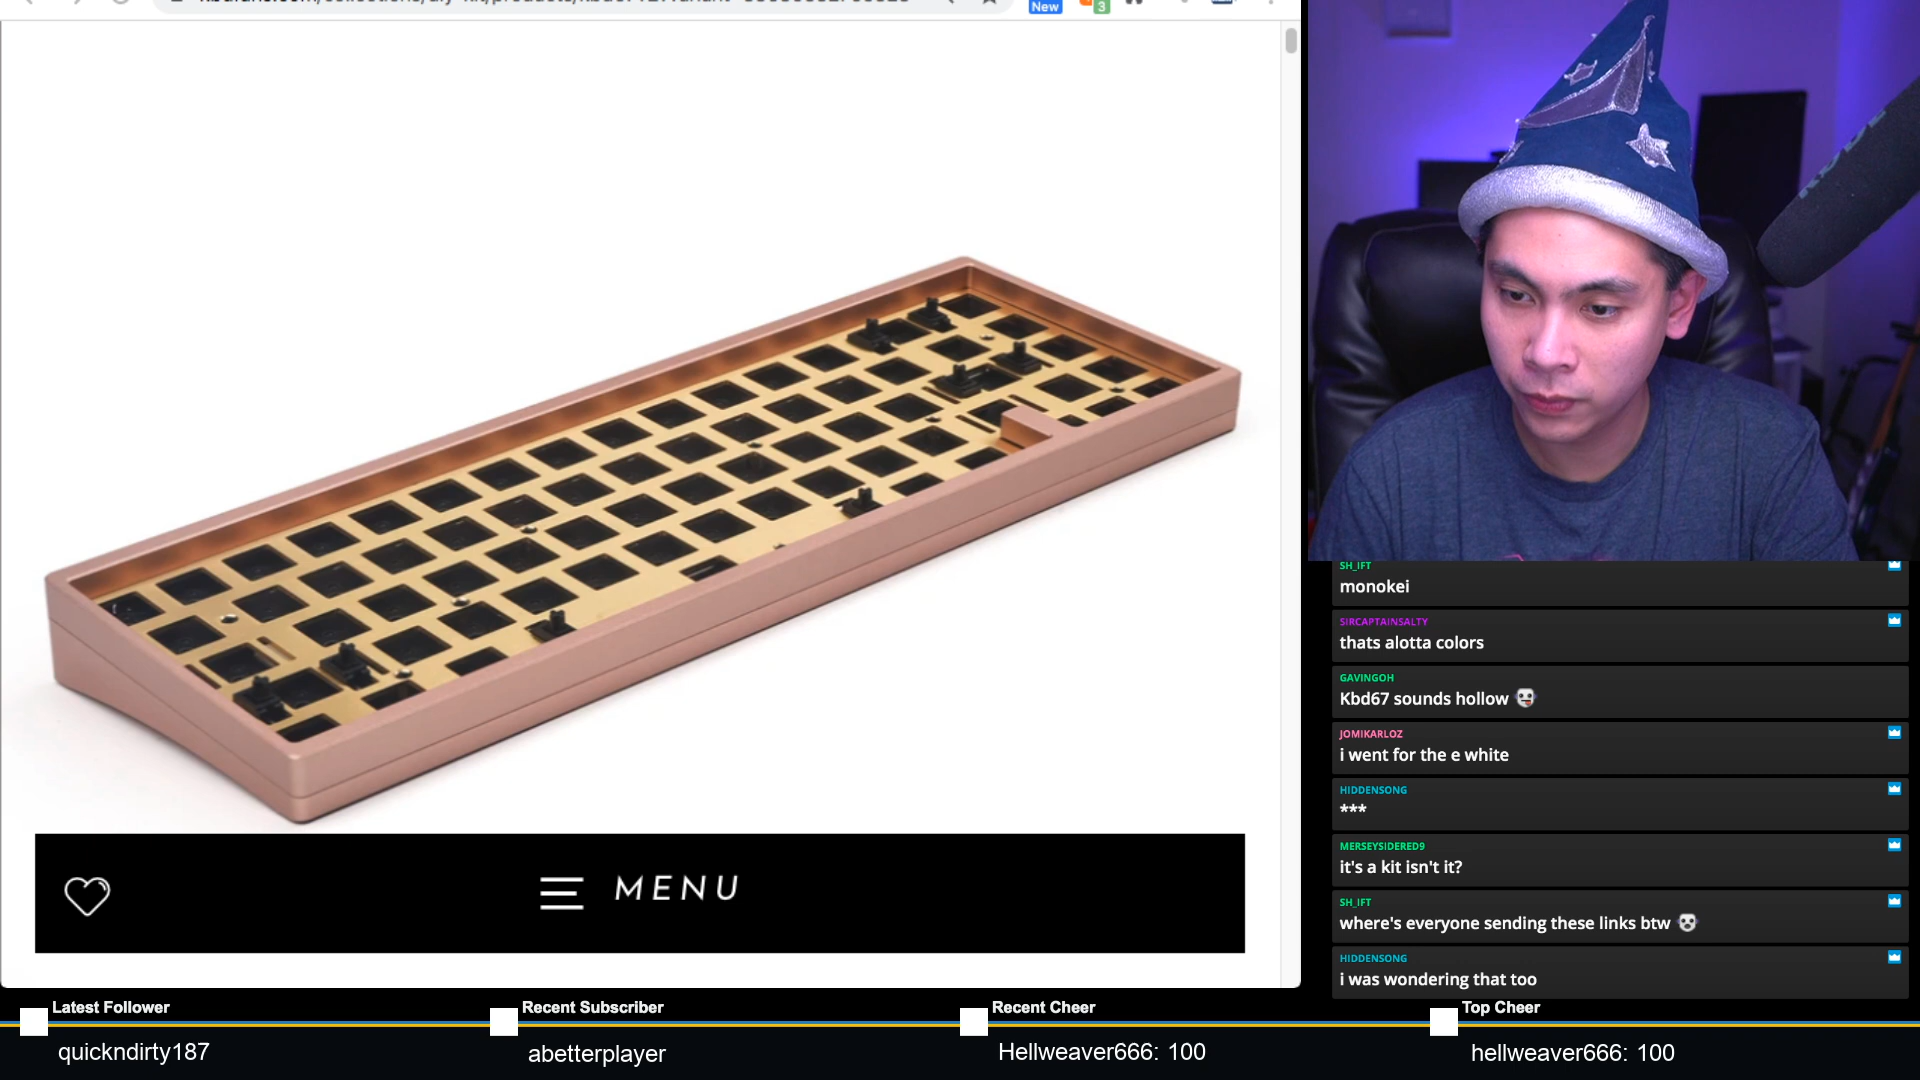 New
3
MENU
SH_IFT
monokei
SIRCAPTAINSALTY
thats alotta colors
GAVINGOH
Kbd67 sounds hollow
JOMIKARLOZ
i went for the e white
HIDDENSONG
***
MERSEYSIDERED9
it's a kit isn't it?
SH_IFT
where's everyone sending these links btw
HIDDENSONG
i was wondering that too
Latest Follower
quickndirty187
Recent Subscriber
abetterplayer
Recent Cheer
Hellweaver666: 100
Top Cheer
hellweaver666: 100